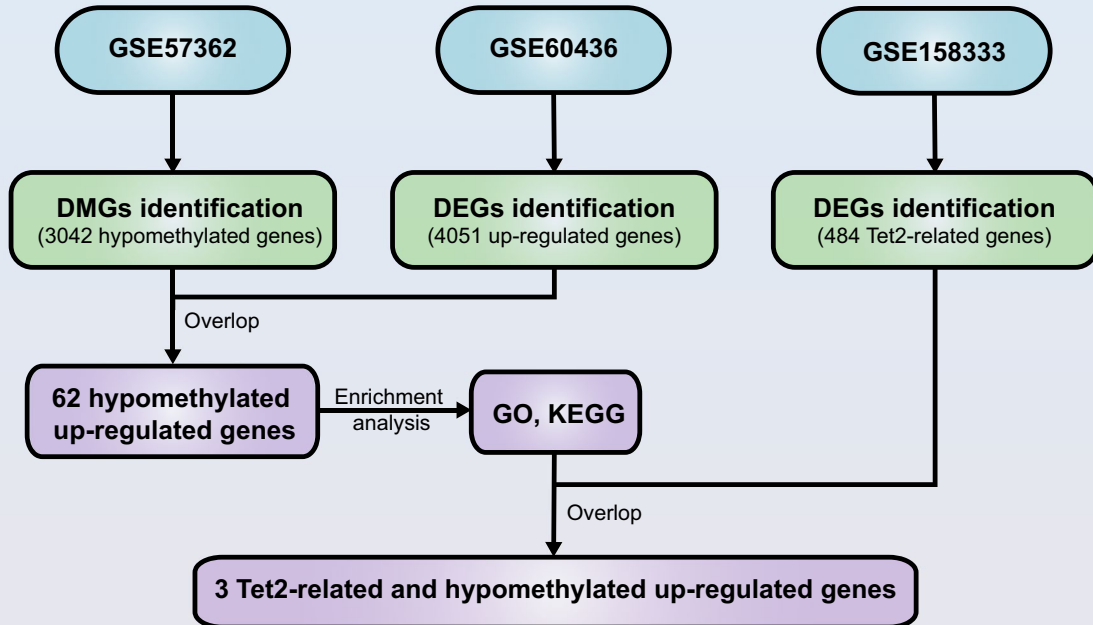 GSE57362
GSE60436
GSE158333
DMGs identification
(3042 hypomethylated genes)
DEGs identification
(4051 up-regulated genes)
DEGs identification
(484 Tet2-related genes)
Overlop
62 hypomethylated
up-regulated genes
Enrichment
analysis
GO, KEGG
Overlop
3 Tet2-related and hypomethylated up-regulated genes